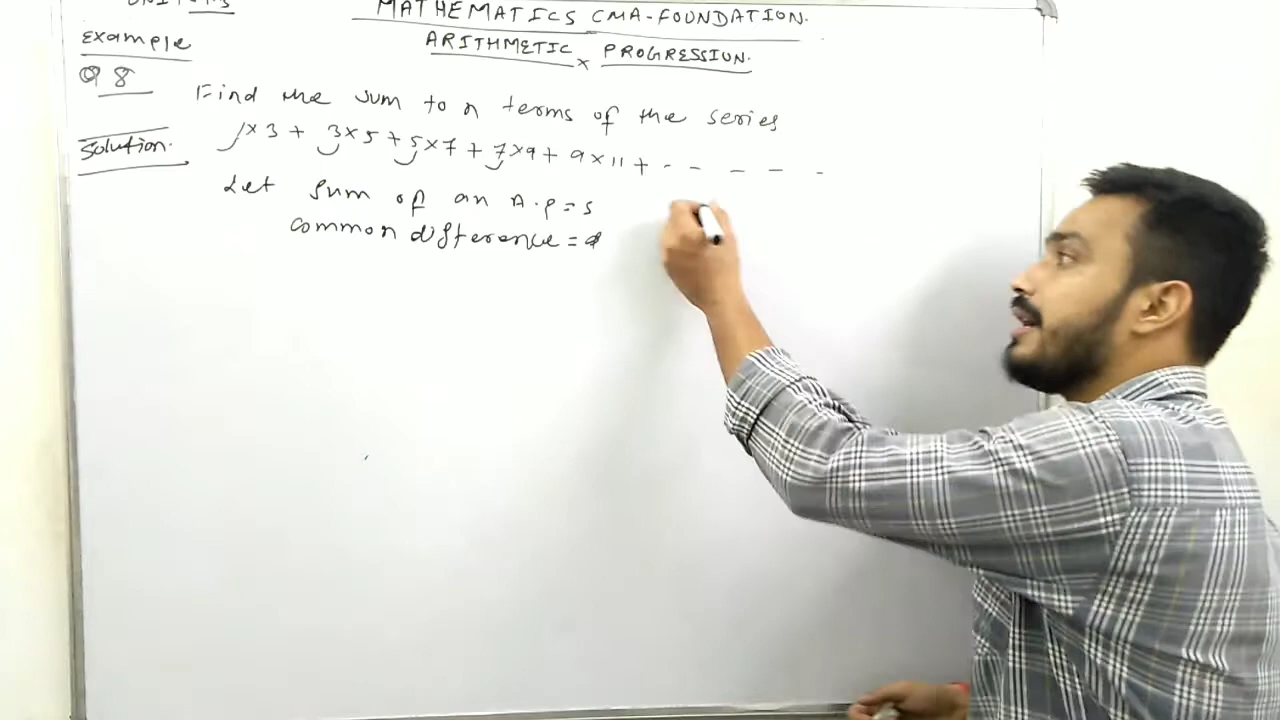 MATHEMATICS CMA-FOUNDATION.
ARITHMETIC PROGRESSION.
Example
Q 8
Find the sum to n terms of the series
1×3 + 3×5 + 5×7 + 7×9 + 9×11 + - - - - -
Solution.
Let sum of an A.P = S
common difference = d